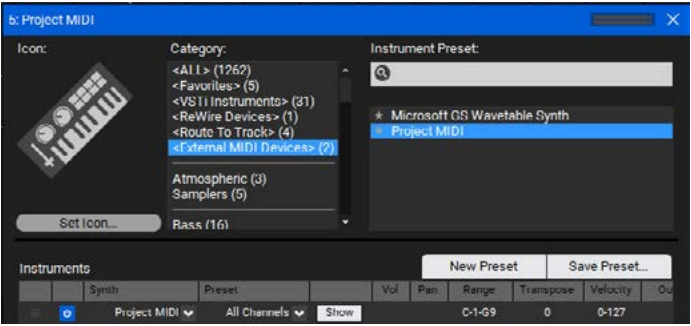 5: Project MIDI
Icon:
Category:
Instrument Preset:
<ALL> (1262)
<Favorites> (5)
<VSTi Instruments> (31)
<ReWire Devices> (1)
<Route To Track> (4)
<External MIDI Devices> (2)
Atmospheric (3)
Samplers (5)
Bass (16)
Microsoft GS Wavetable Synth
Project MIDI
Set Icon...
Instruments
New Preset
Save Preset...
Synth Preset Vol Pan Range Transpose Velocity Ou
Project MIDI All Channels Show C-1-G9 0 0-127